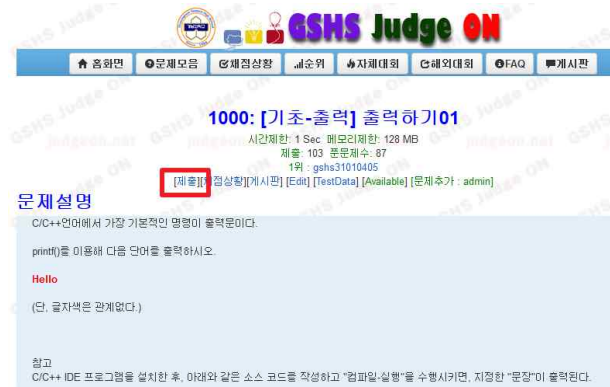 GSHS Judge ON
홈화면 문제모음 채점상황 순위 자체대회 해외대회 FAQ 게시판
1000: [기초-출력] 출력하기01
시간제한: 1 Sec 메모리제한: 128 MB
제출: 103 푼문제수: 87
1위 : gshs31010405
[제출][채점상황][게시판] [Edit] [TestData] [Available] [문제추가 : admin]
문제설명
C/C++언어에서 가장 기본적인 명령이 출력문이다.
printf()를 이용해 다음 단어를 출력하시오.
Hello
(단, 글자색은 관계없다.)
참고
C/C++ IDE 프로그램을 설치한 후, 아래와 같은 소스 코드를 작성하고 "컴파일-실행"을 수행시키면, 지정한 "문장"이 출력된다.